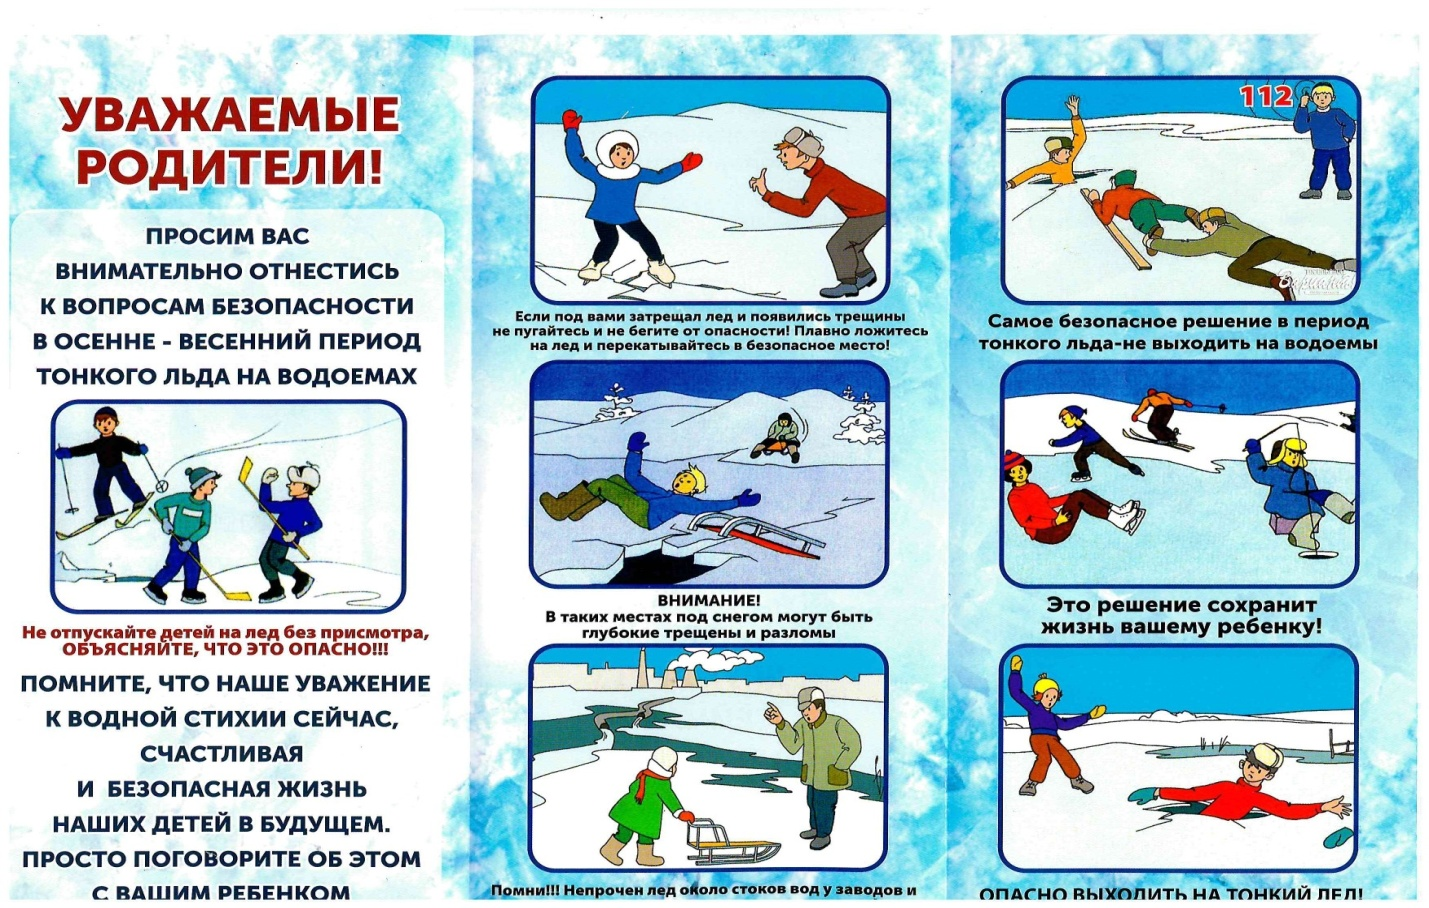 УВАЖАЕМЫЕ
РОДИТЕЛИ!
ПРОСИМ ВАС
ВНИМАТЕЛЬНО ОТНЕСТИСЬ
К ВОПРОСАМ БЕЗОПАСНОСТИ
В ОСЕННЕ - ВЕСЕННИЙ ПЕРИОД
ТОНКОГО ЛЬДА НА ВОДОЕМАХ
Не отпускайте детей на лед без присмотра,
ОБЪЯСНЯЙТЕ, ЧТО ЭТО ОПАСНО!!!
ПОМНИТЕ, ЧТО НАШЕ УВАЖЕНИЕ
К ВОДНОЙ СТИХИИ СЕЙЧАС,
СЧАСТЛИВАЯ
И БЕЗОПАСНАЯ ЖИЗНЬ
НАШИХ ДЕТЕЙ В БУДУЩЕМ.
ПРОСТО ПОГОВОРИТЕ ОБ ЭТОМ
С ВАШИМ РЕБЕНКОМ
Если под вами затрещал лед и появились трещины
не пугайтесь и не бегите от опасности! Плавно ложитесь
на лед и перекатывайтесь в безопасное место!
ВНИМАНИЕ!
В таких местах под снегом могут быть
глубокие трещены и разломы
Помни!!! Непрочен лед около стоков вод у заводов и
112
Вариант
Самое безопасное решение в период
тонкого льда-не выходить на водоемы
Это решение сохранит
жизнь вашему ребенку!
ОПАСНО ВЫХОДИТЬ НА ТОНКИЙ ЛЕД!